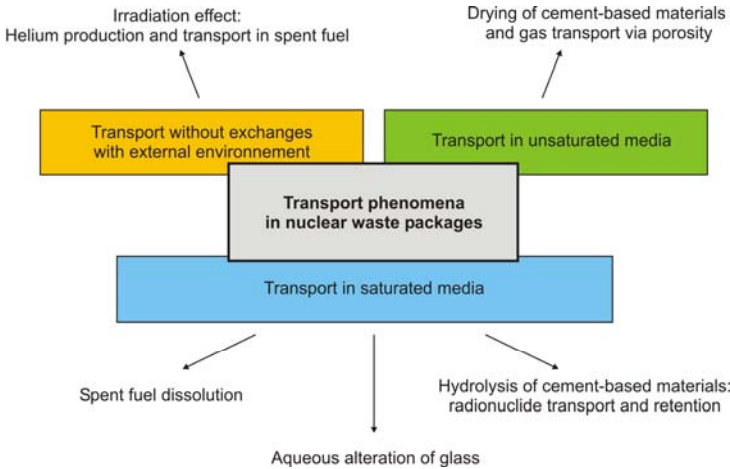 Irradiation effect:
Helium production and transport in spent fuel
Drying of cement-based materials
and gas transport via porosity
Transport without exchanges
with external environnement
Transport in unsaturated media
Transport phenomena
in nuclear waste packages
Transport in saturated media
Spent fuel dissolution
Hydrolysis of cement-based materials:
radionuclide transport and retention
Aqueous alteration of glass